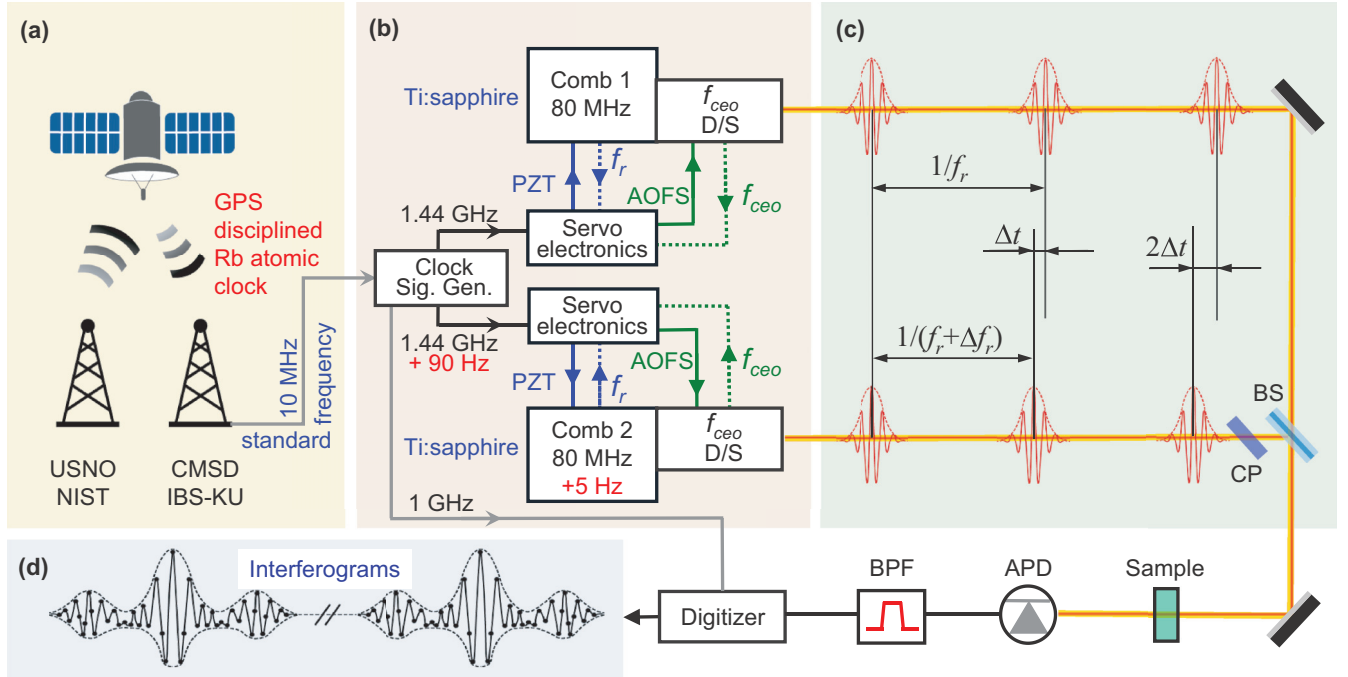 (a)
GPS
disciplined
Rb atomic
clock
10 MHz
standard
frequency
USNO
NIST
CMSD
IBS-KU
(b)
Ti:sapphire
Comb 1
80 MHz
f_ceo
D/S
PZT
f_r
AOFS
f_ceo
1.44 GHz
Servo
electronics
Clock
Sig. Gen.
Servo
electronics
1.44 GHz
+ 90 Hz
PZT
f_r
AOFS
f_ceo
Ti:sapphire
Comb 2
80 MHz
+5 Hz
f_ceo
D/S
1 GHz
(c)
1/f_r
Δt
2Δt
1/(f_r+Δf_r)
BS
CP
(d)
Interferograms
Digitizer
BPF
APD
Sample